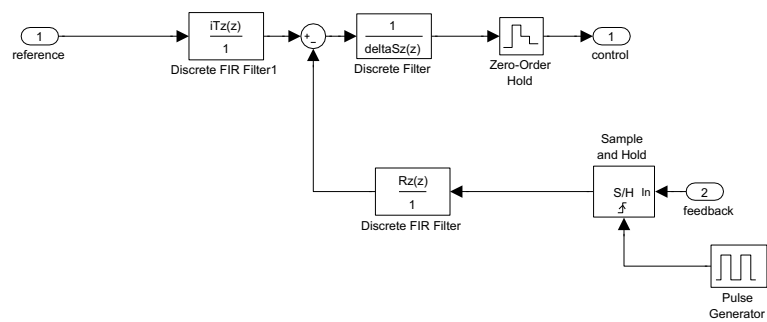 1
reference
iTz(z)
1
Discrete FIR Filter1
+
−
1
deltaSz(z)
Discrete Filter
Zero-Order
Hold
1
control
Rz(z)
1
Discrete FIR Filter
Sample
and Hold
S/H
In
2
feedback
Pulse
Generator